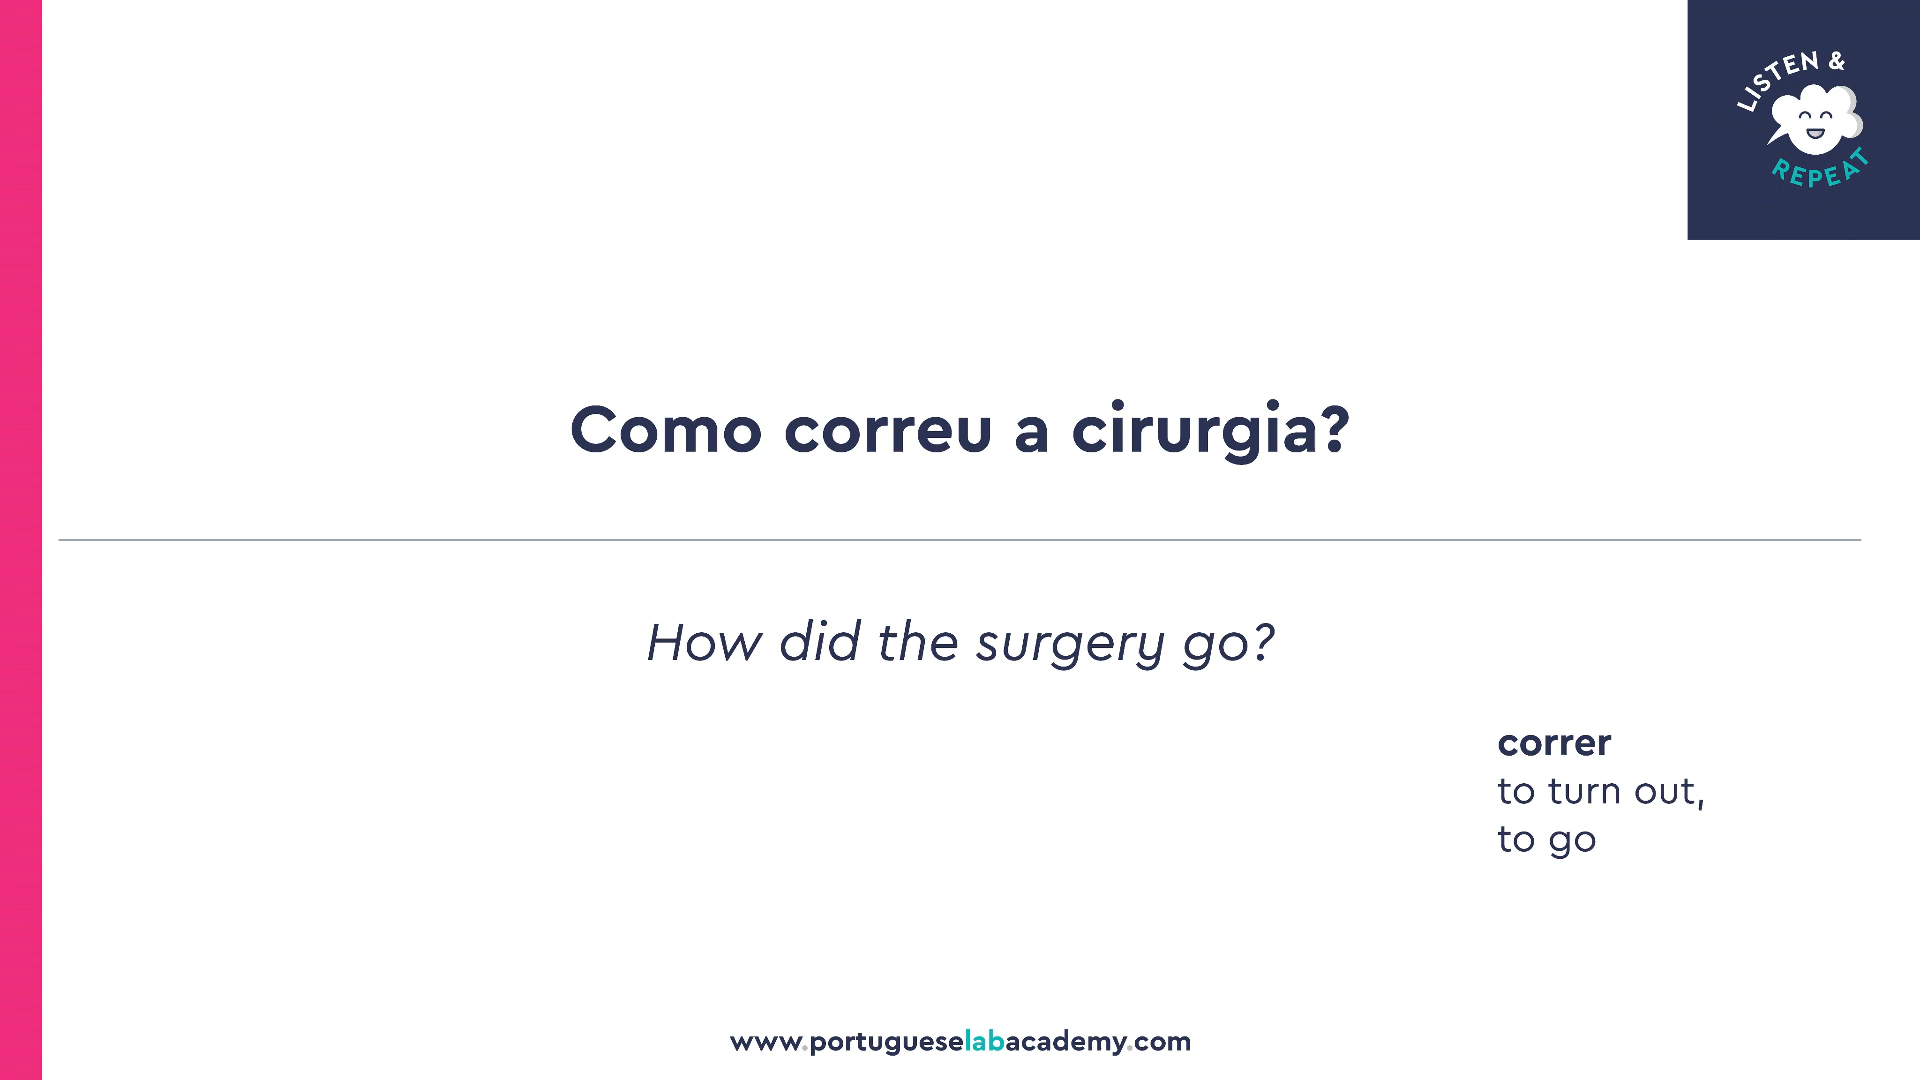 LISTEN &
REPEAT
Como correu a cirurgia?
How did the surgery go?
correr
to turn out,
to go
www.portugueselabacademy.com